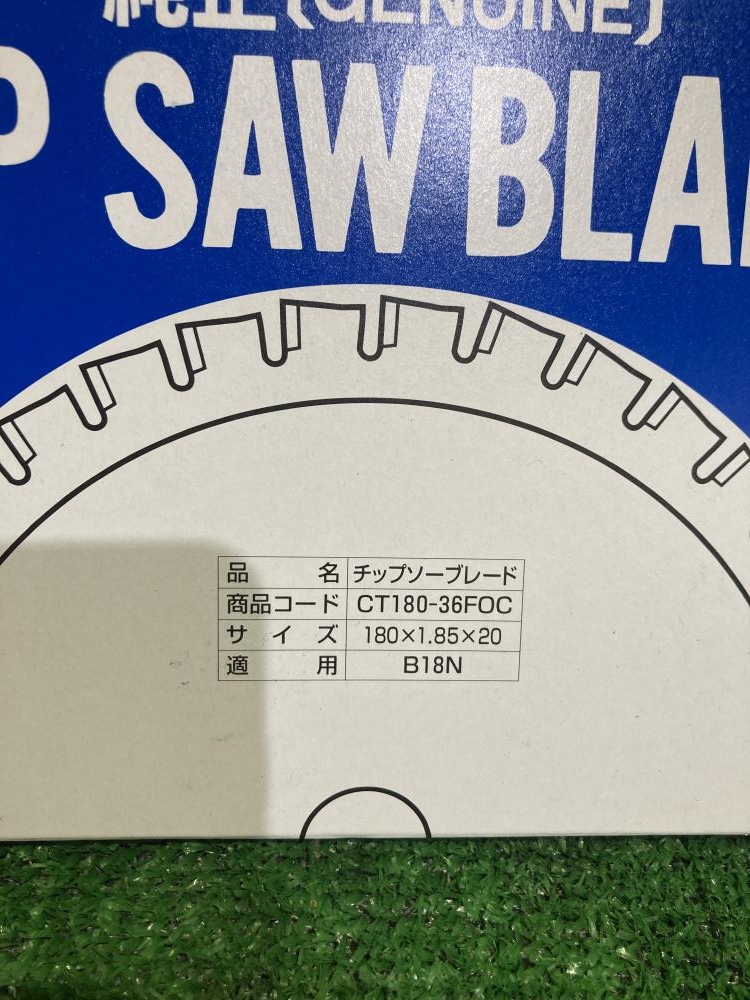 純正(GENUINE)
P SAW BLA
品名 チップソーブレード
商品コード CT180-36FOC
サイズ 180×1.85×20
適用 B18N